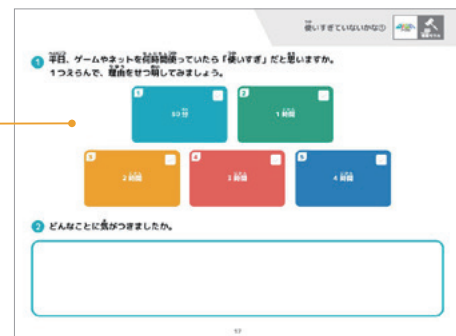 使いすぎていないかな①
1 平日、ゲームやネットを何時間使っていたら「使いすぎ」だと思いますか。
1つえらんで、理由をせつ明してみましょう。
1
30分
2
1時間
3
2時間
4
3時間
5
4時間
2 どんなことに気がつきましたか。